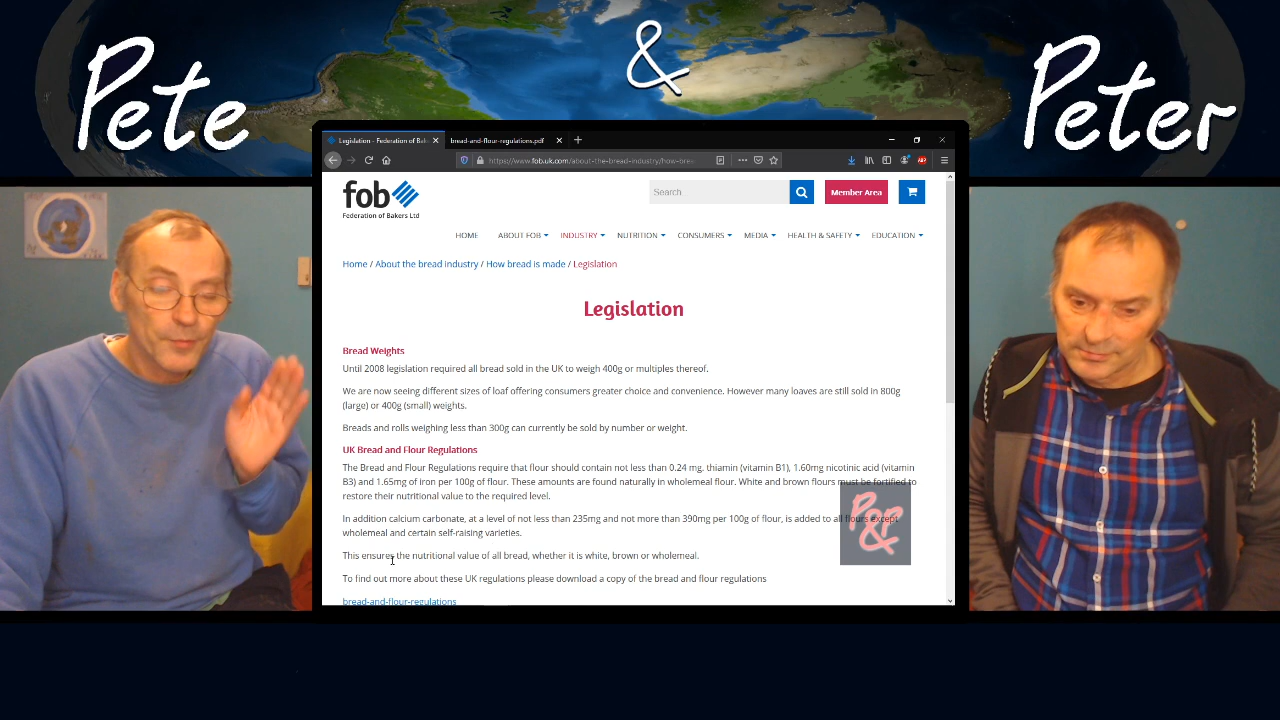 Pete
&
Peter
Legislation - Federation of Bak
bread-and-flour-regulations.pdf
https://www.fob.uk.com/about-the-bread-industry/how-brea
fob
Federation of Bakers Ltd
Search
Member Area
HOME ABOUT FOB INDUSTRY NUTRITION CONSUMERS MEDIA HEALTH & SAFETY EDUCATION
Home / About the bread industry / How bread is made / Legislation
Legislation
Bread Weights
Until 2008 legislation required all bread sold in the UK to weigh 400g or multiples thereof.
We are now seeing different sizes of loaf offering consumers greater choice and convenience. However many loaves are still sold in 800g
(large) or 400g (small) weights.
Breads and rolls weighing less than 300g can currently be sold by number or weight.
UK Bread and Flour Regulations
The Bread and Flour Regulations require that flour should contain not less than 0.24 mg. thiamin (vitamin B1), 1.60mg nicotinic acid (vitamin
B3) and 1.65mg of iron per 100g of flour. These amounts are found naturally in wholemeal flour. White and brown flours must be fortified to
restore their nutritional value to the required level.
In addition calcium carbonate, at a level of not less than 235mg and not more than 390mg per 100g of flour, is added to all flours except
wholemeal and certain self-raising varieties.
P&P
This ensures the nutritional value of all bread, whether it is white, brown or wholemeal.
To find out more about these UK regulations please download a copy of the bread and flour regulations
bread-and-flour-regulations